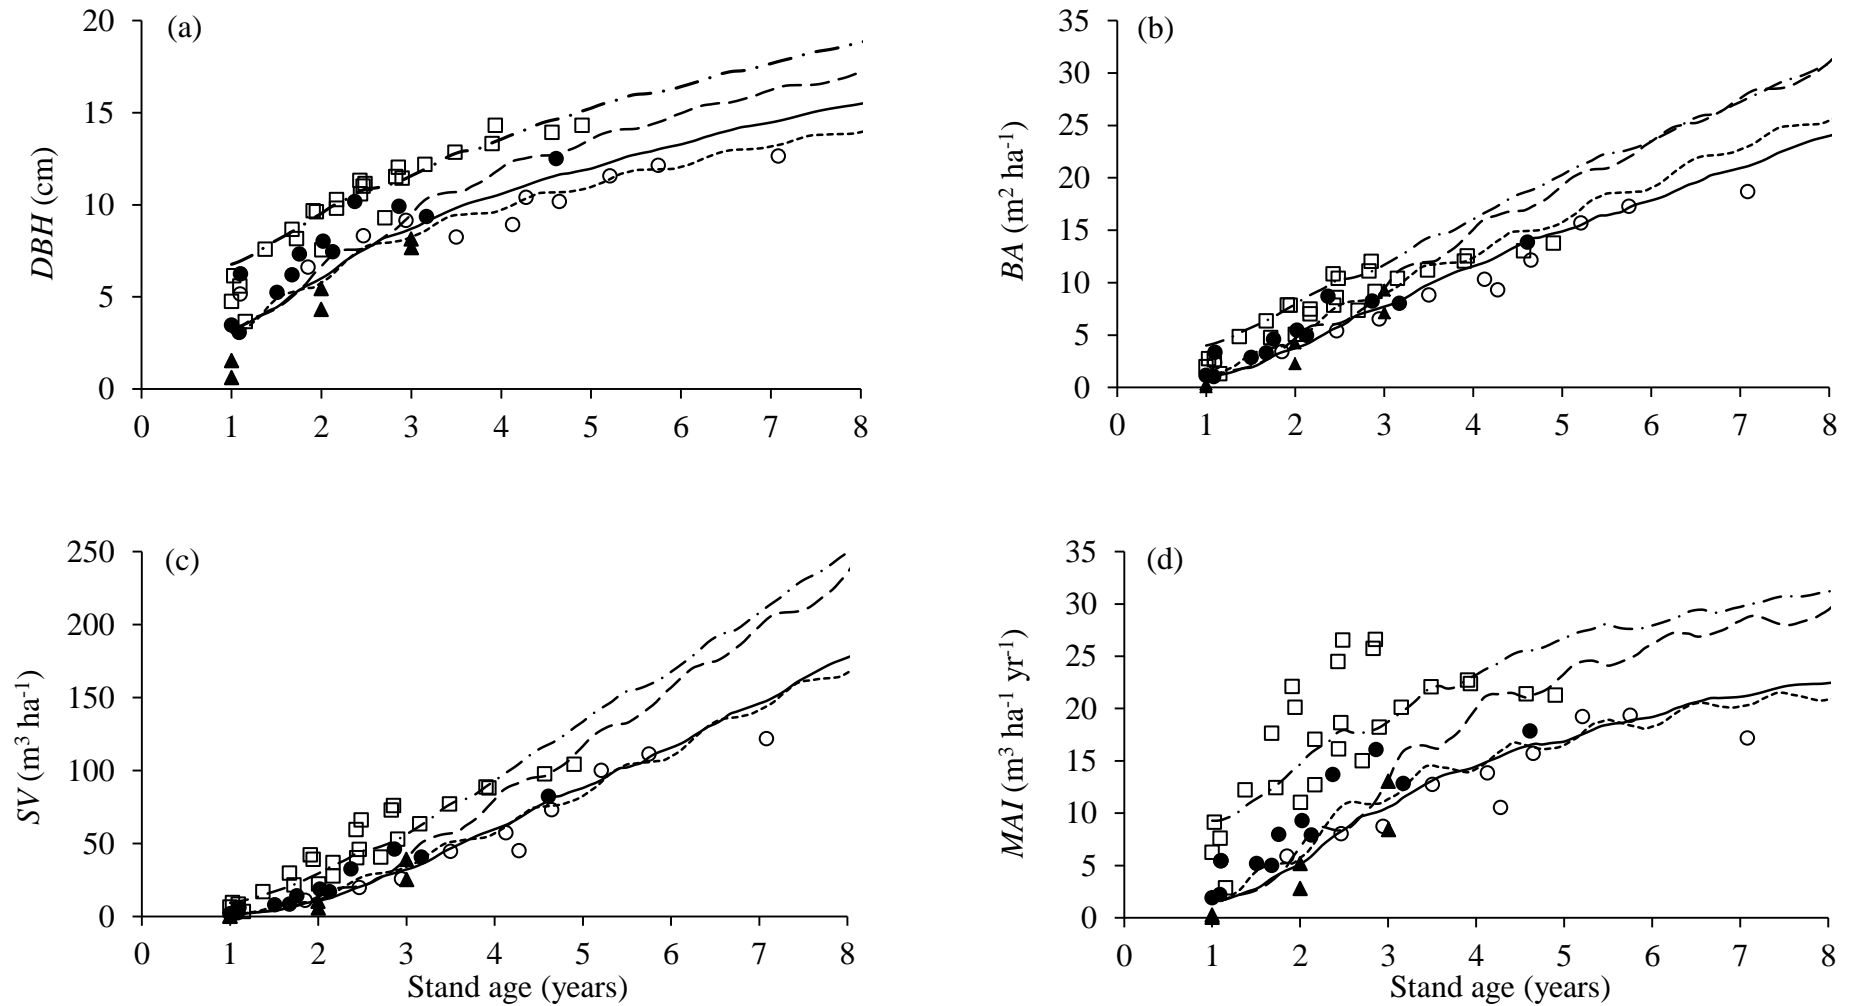 (a)
DBH (cm)
20
15
10
5
0
0 1 2 3 4 5 6 7 8
(b)
BA (m² ha⁻¹)
35
30
25
20
15
10
5
0
0 1 2 3 4 5 6 7 8
(c)
SV (m³ ha⁻¹)
250
200
150
100
50
0
0 1 2 3 4 5 6 7 8
Stand age (years)
(d)
MAI (m³ ha⁻¹ yr⁻¹)
35
30
25
20
15
10
5
0
0 1 2 3 4 5 6 7 8
Stand age (years)